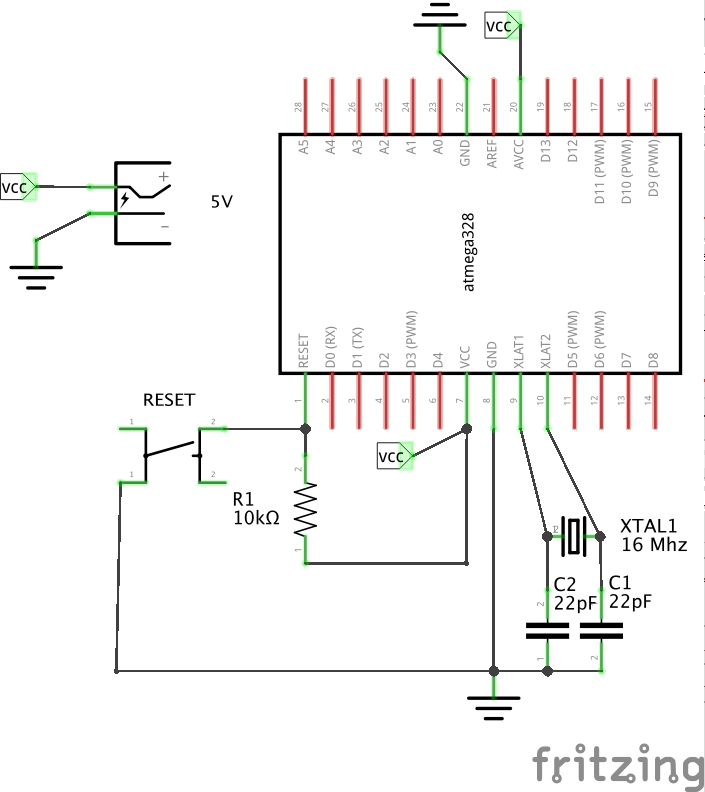 vcc
28
27
26
25
24
23
22
21
20
19
18
17
16
15
A5
A4
A3
A2
A1
A0
GND
AREF
AVCC
D13
D12
D11 (PWM)
D10 (PWM)
D9 (PWM)
vcc
+
−
5V
atmega328
RESET
D0 (RX)
D1 (TX)
D2
D3 (PWM)
D4
VCC
GND
XLAT1
XLAT2
D5 (PWM)
D6 (PWM)
D7
D8
1
2
3
4
5
6
7
8
9
10
11
12
13
14
RESET
1
2
1
2
vcc
2
R1
10kΩ
1
XTAL1
16 Mhz
C2
22pF
C1
22pF
2
1
2
fritzing